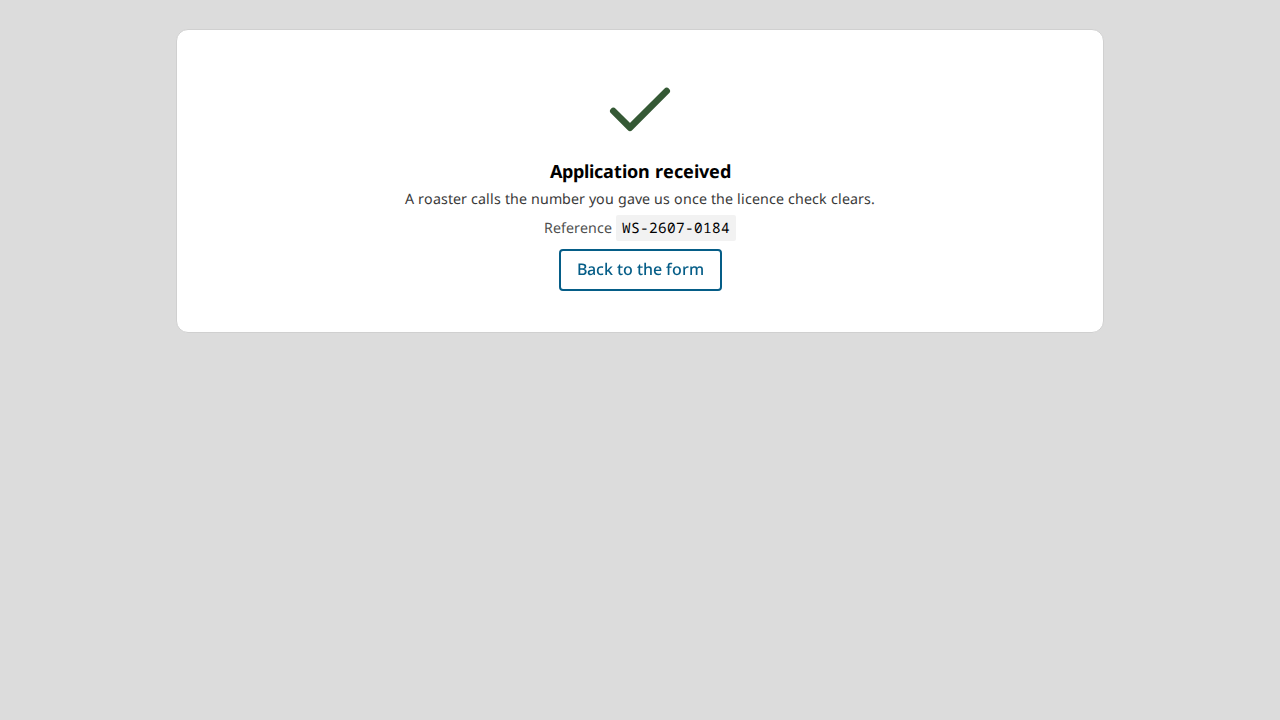 Application received
A roaster calls the number you gave us once the licence check clears.
Reference WS-2607-0184
Back to the form